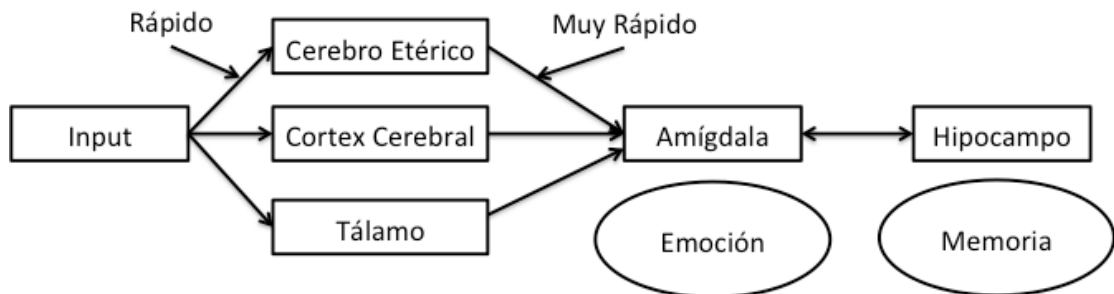 Rápido
Muy Rápido
Cerebro Etérico
Input
Cortex Cerebral
Amígdala
Hipocampo
Tálamo
Emoción
Memoria